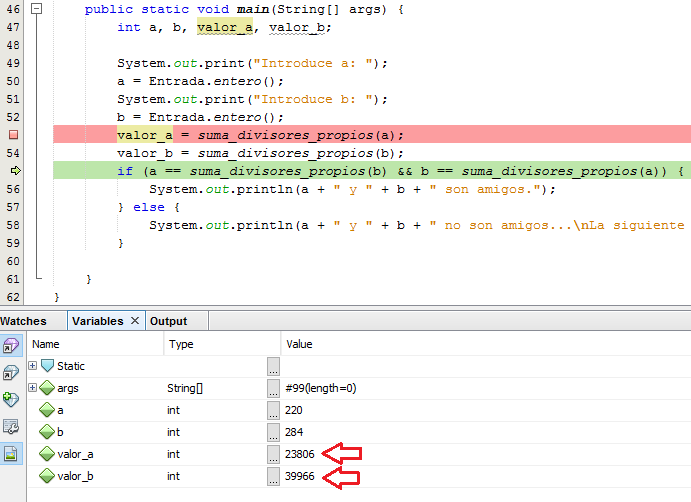 46 public static void main(String[] args) {
47 int a, b, valor_a, valor_b;
48
49 System.out.print("Introduce a: ");
50 a = Entrada.entero();
51 System.out.print("Introduce b: ");
52 b = Entrada.entero();
valor_a = suma_divisores_propios(a);
54 valor_b = suma_divisores_propios(b);
if (a == suma_divisores_propios(b) && b == suma_divisores_propios(a)) {
56 System.out.println(a + " y " + b + " son amigos.");
57 } else {
58 System.out.println(a + " y " + b + " no son amigos...\nLa siguiente
59 }
60
61 }
62 }
Watches Variables × Output
Name Type Value
Static ...
args String[] ... #99(length=0)
a int ... 220
b int ... 284
valor_a int ... 23806
valor_b int ... 39966